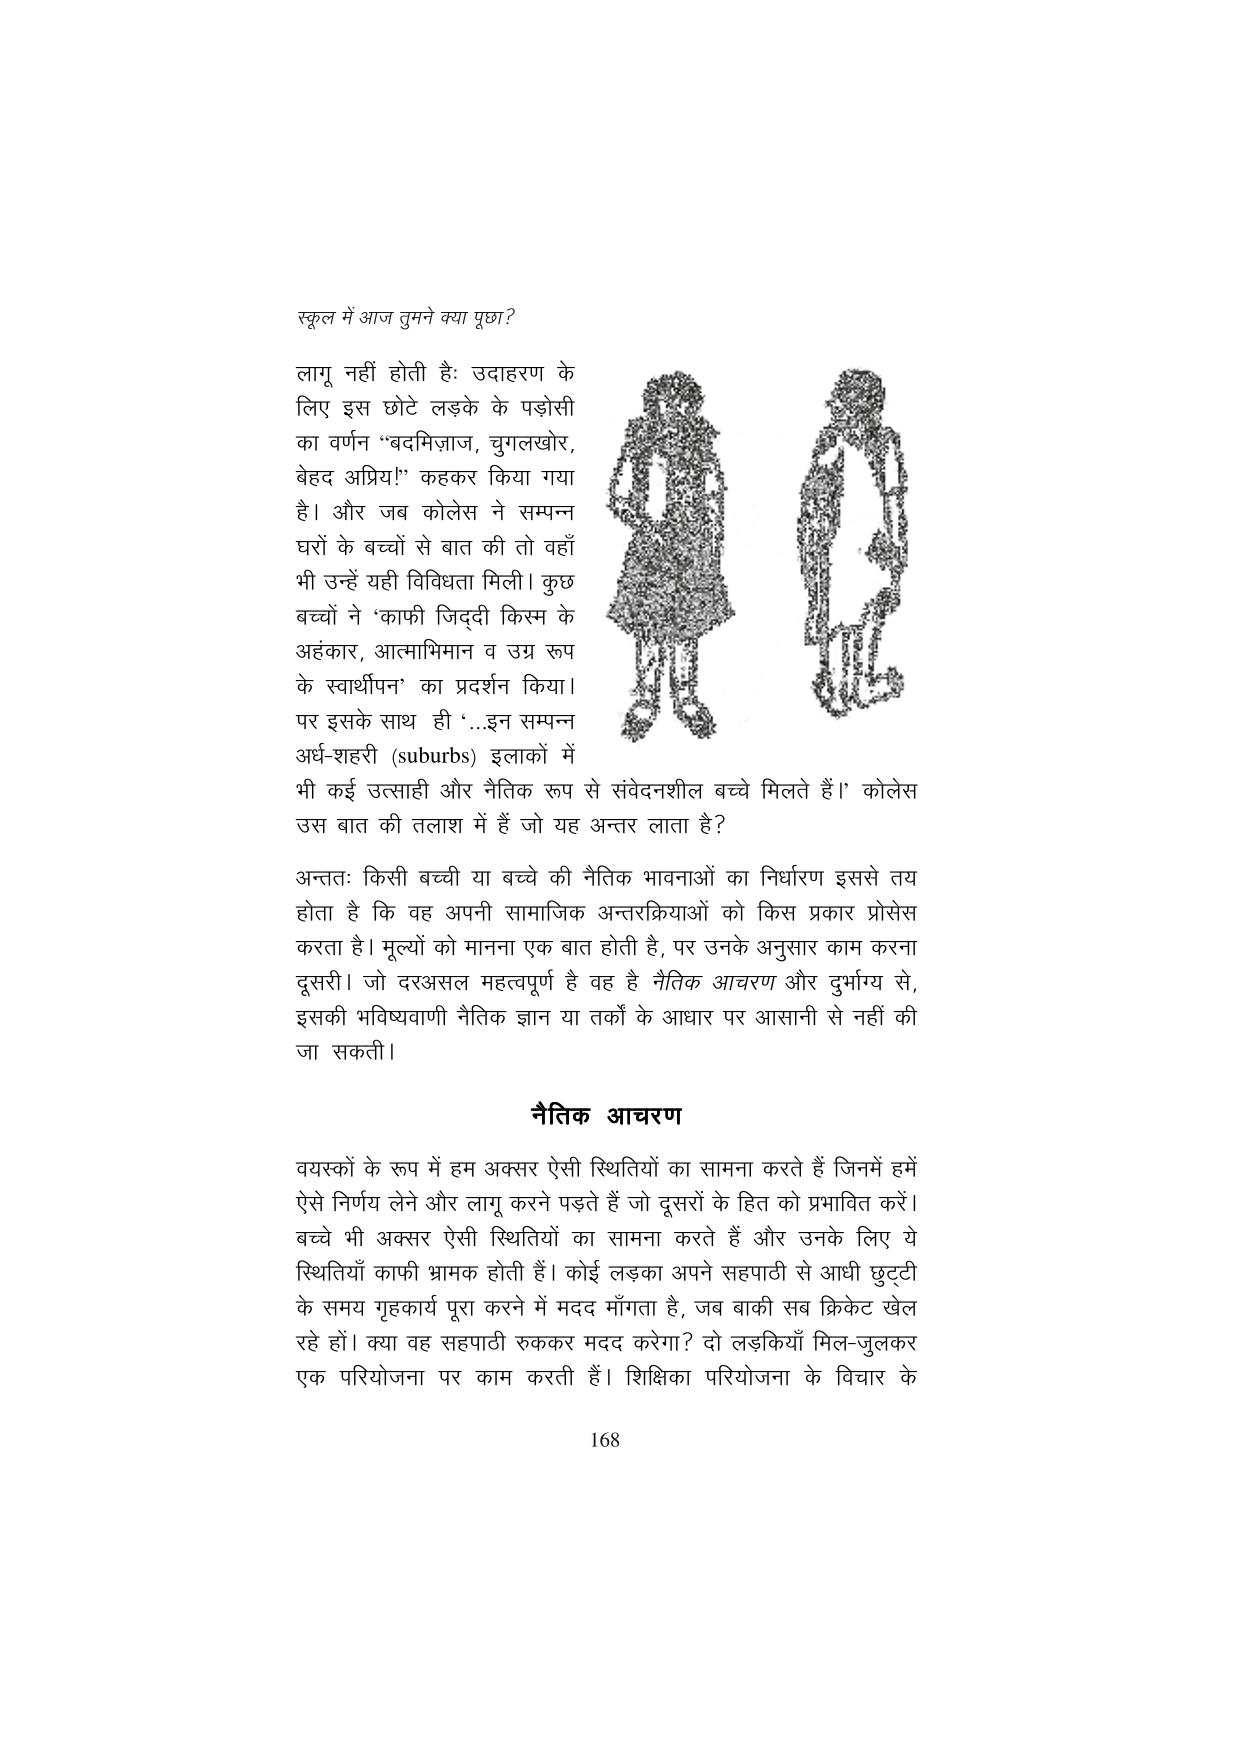 स्कूल में आज तुमने क्या पूछा?
लागू नहीं होती है: उदाहरण के
लिए इस छोटे लड़के के पड़ोसी
का वर्णन “बदमिज़ाज, चुगलखोर,
बेहद अप्रिय!” कहकर किया गया
है। और जब कोलेस ने सम्पन्न
घरों के बच्चों से बात की तो वहाँ
भी उन्हें यही विविधता मिली। कुछ
बच्चों ने ‘काफी जिद्दी किस्म के
अहंकार, आत्माभिमान व उग्र रूप
के स्वार्थीपन’ का प्रदर्शन किया।
पर इसके साथ ही ‘...इन सम्पन्न
अर्ध-शहरी (suburbs) इलाकों में
भी कई उत्साही और नैतिक रूप से संवेदनशील बच्चे मिलते हैं।’ कोलेस
उस बात की तलाश में हैं जो यह अन्तर लाता है?
अन्ततः किसी बच्ची या बच्चे की नैतिक भावनाओं का निर्धारण इससे तय
होता है कि वह अपनी सामाजिक अन्तरक्रियाओं को किस प्रकार प्रोसेस
करता है। मूल्यों को मानना एक बात होती है, पर उनके अनुसार काम करना
दूसरी। जो दरअसल महत्वपूर्ण है वह है नैतिक आचरण और दुर्भाग्य से,
इसकी भविष्यवाणी नैतिक ज्ञान या तर्कों के आधार पर आसानी से नहीं की
जा सकती।
नैतिक आचरण
वयस्कों के रूप में हम अक्सर ऐसी स्थितियों का सामना करते हैं जिनमें हमें
ऐसे निर्णय लेने और लागू करने पड़ते हैं जो दूसरों के हित को प्रभावित करें।
बच्चे भी अक्सर ऐसी स्थितियों का सामना करते हैं और उनके लिए ये
स्थितियाँ काफी भ्रामक होती हैं। कोई लड़का अपने सहपाठी से आधी छुट्टी
के समय गृहकार्य पूरा करने में मदद माँगता है, जब बाकी सब क्रिकेट खेल
रहे हों। क्या वह सहपाठी रुककर मदद करेगा? दो लड़कियाँ मिल-जुलकर
एक परियोजना पर काम करती हैं। शिक्षिका परियोजना के विचार के
168